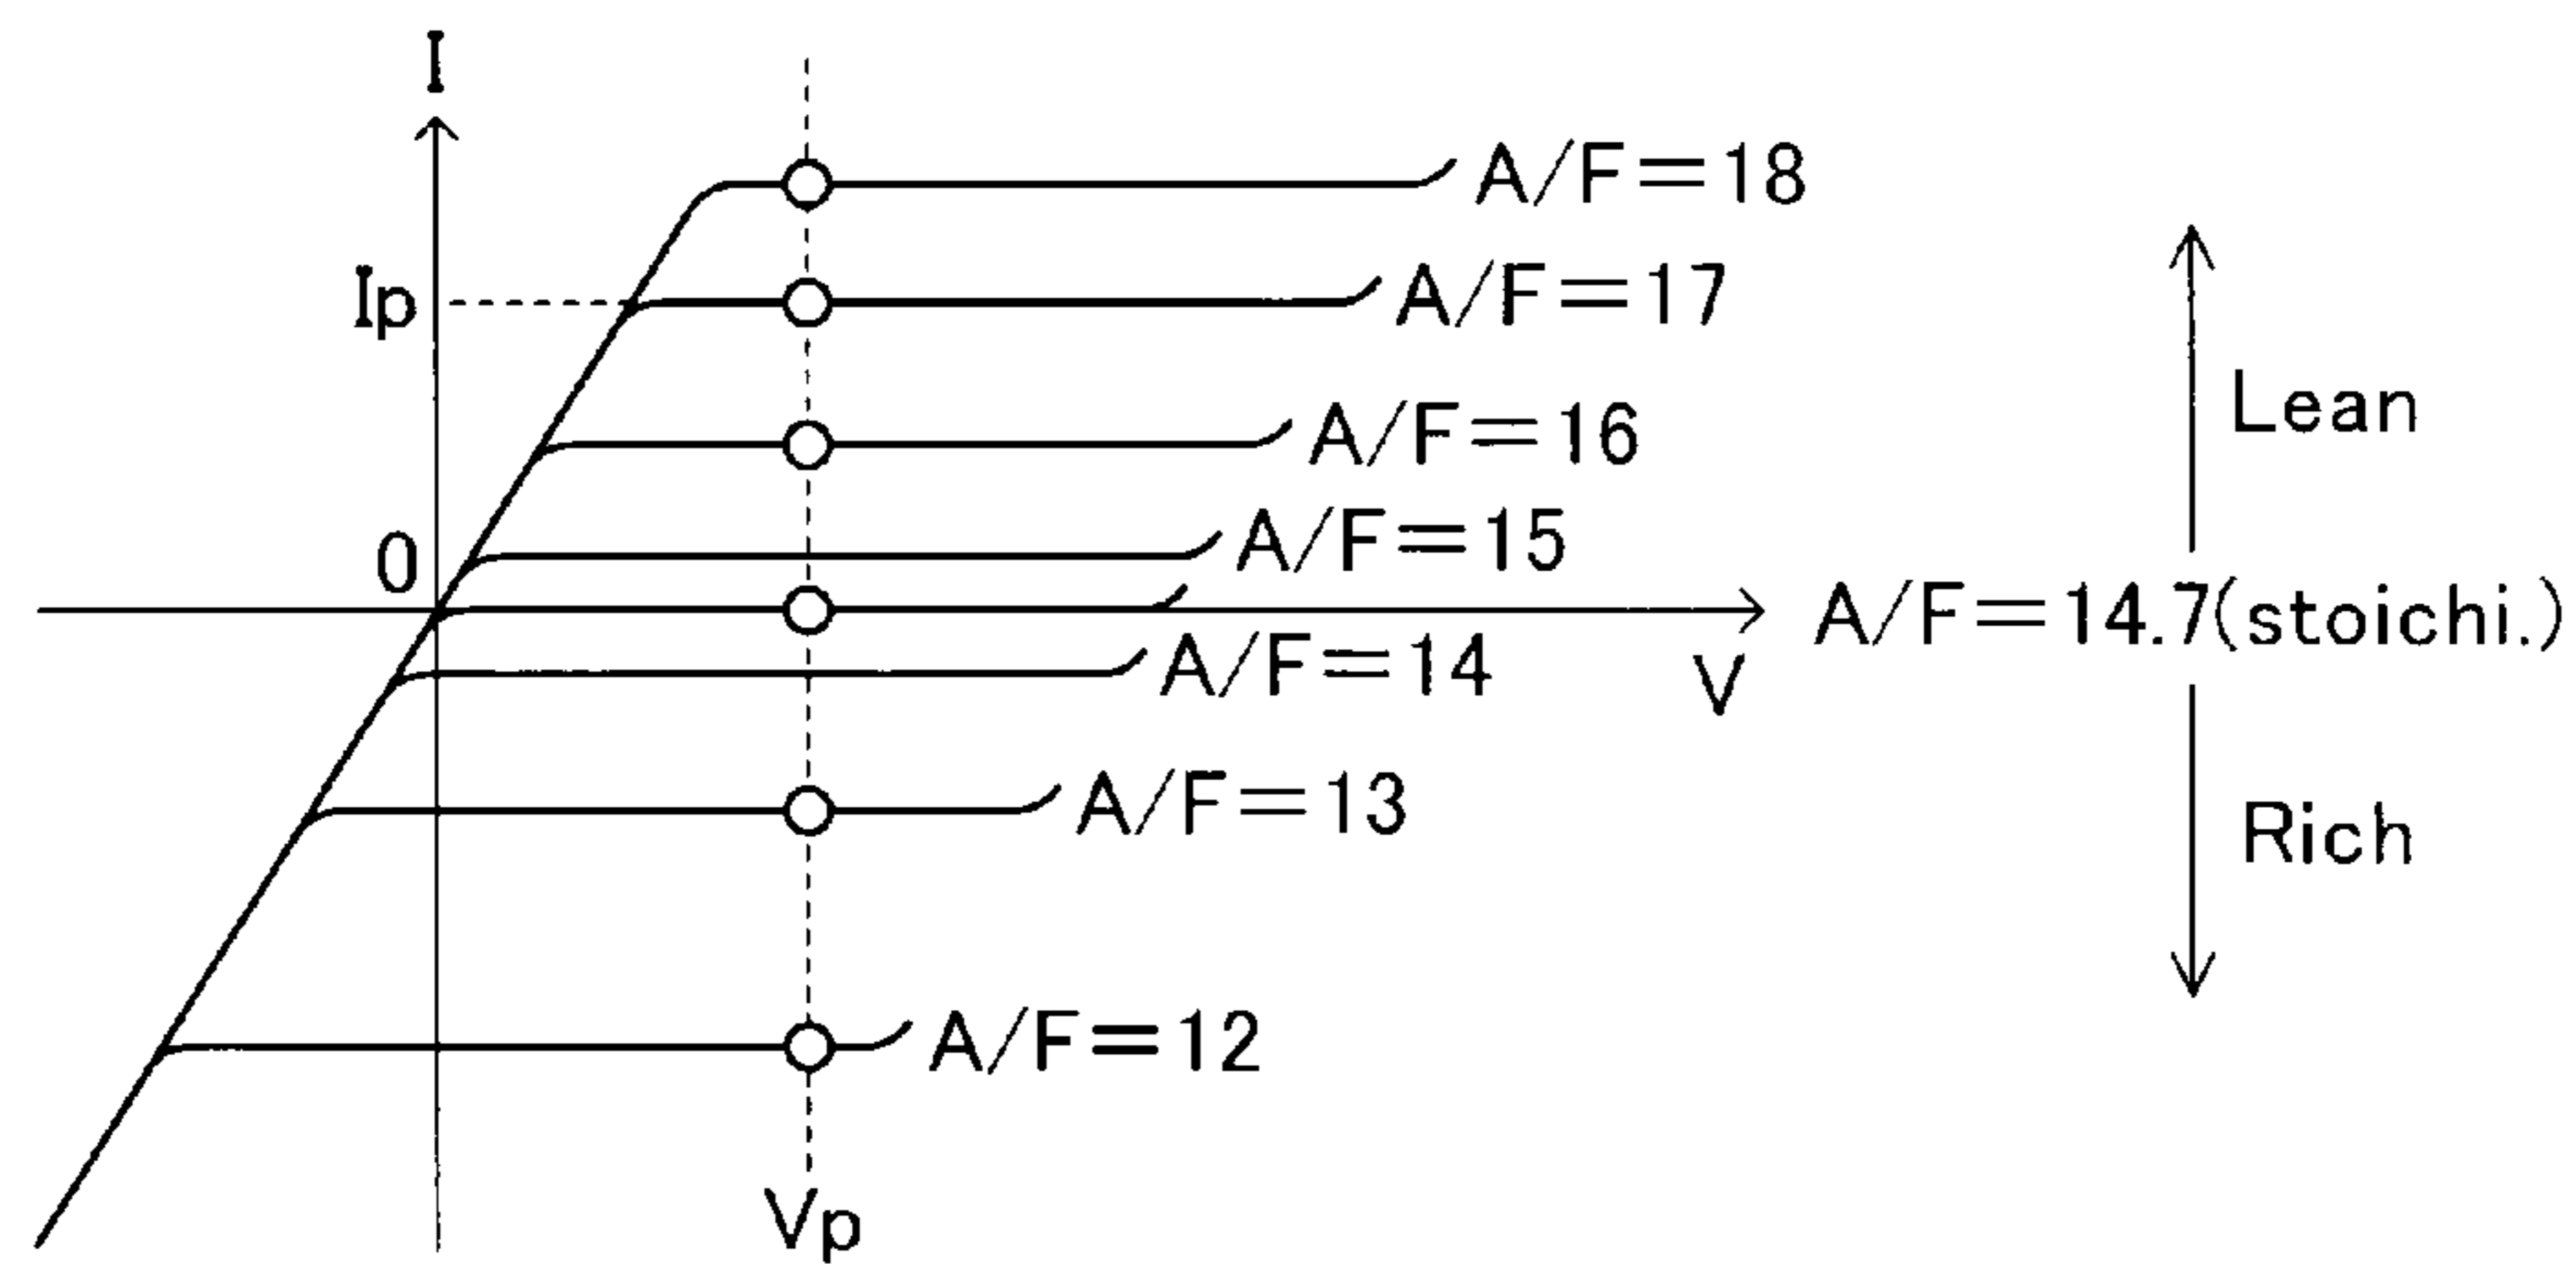 I
A/F=18
Ip
A/F=17
Lean
A/F=16
0
A/F=15
A/F=14.7(stoichi.)
V
A/F=14
A/F=13
Rich
A/F=12
Vp